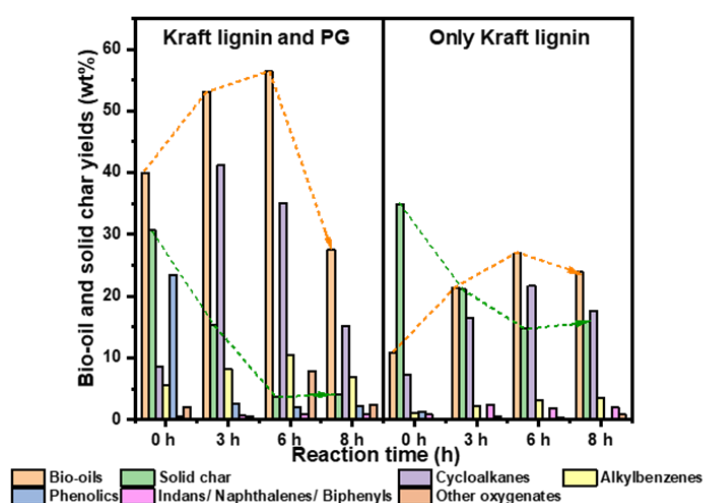 Kraft lignin and PG
Only Kraft lignin
Bio-oil and solid char yields (wt%)
60
50
40
30
20
10
0
0 h 3 h 6 h 8 h 0 h 3 h 6 h 8 h
Reaction time (h)
Bio-oils Solid char Cycloalkanes Alkylbenzenes
Phenolics Indans/ Naphthalenes/ Biphenyls Other oxygenates